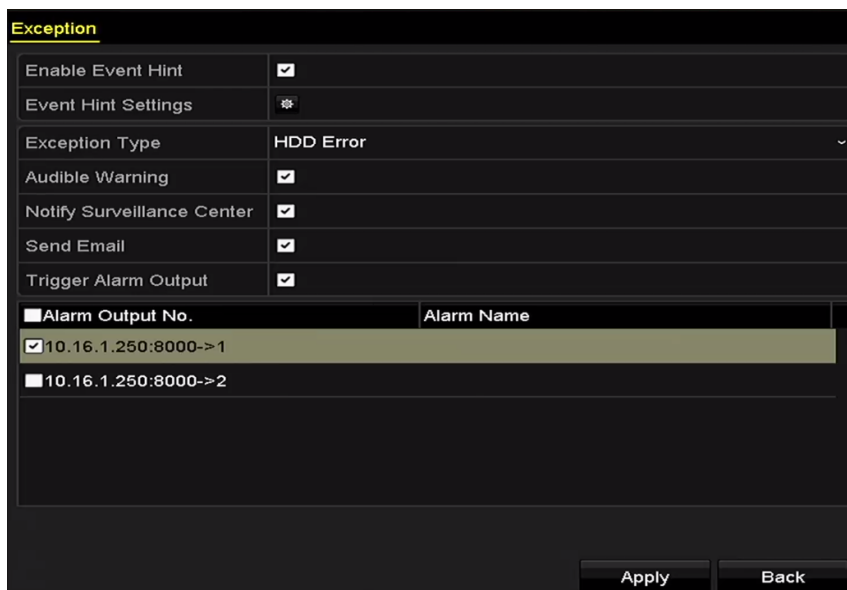 Exception
Enable Event Hint
Event Hint Settings
Exception Type HDD Error
Audible Warning
Notify Surveillance Center
Send Email
Trigger Alarm Output
Alarm Output No. Alarm Name
10.16.1.250:8000->1
10.16.1.250:8000->2
Apply Back